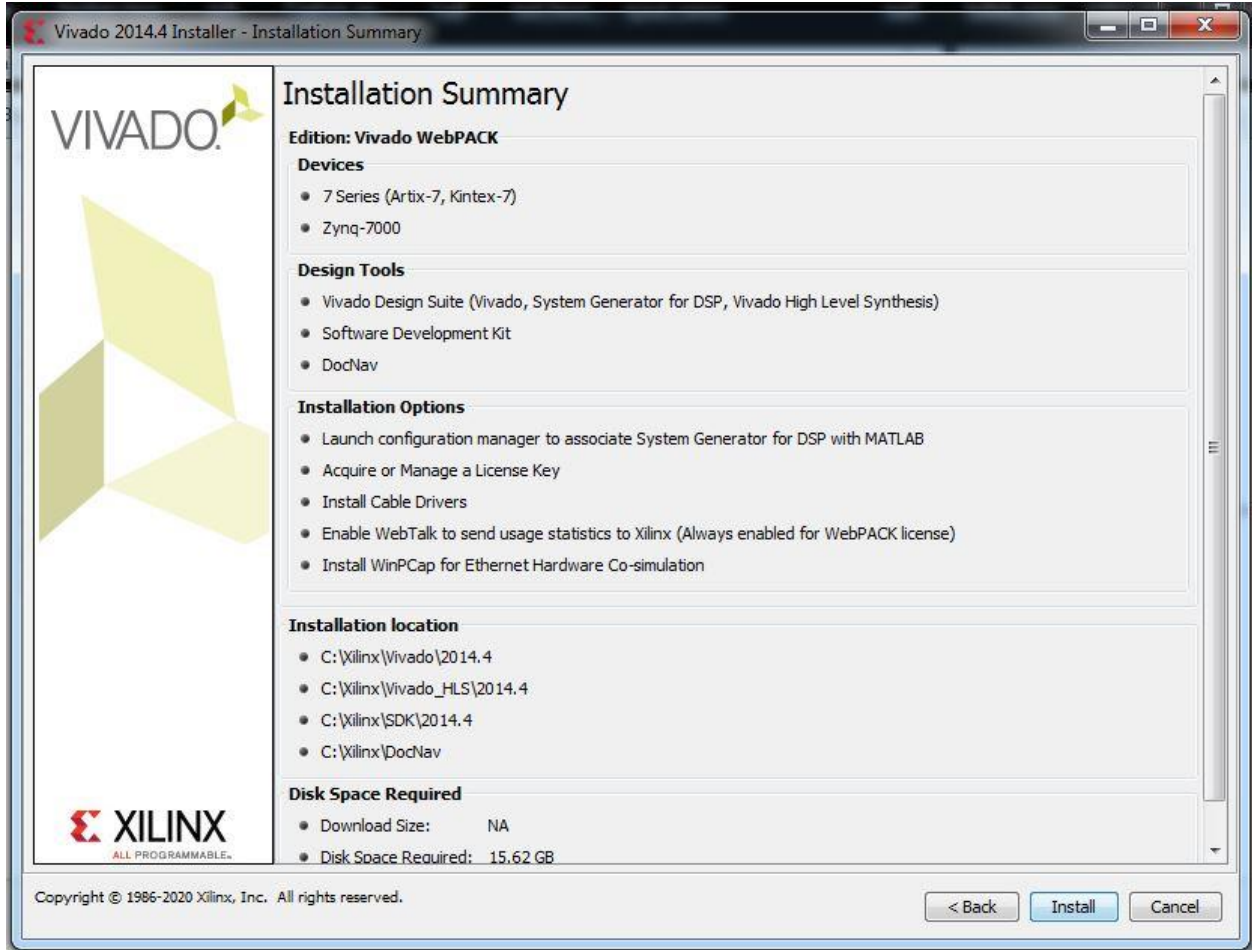 Vivado 2014.4 Installer - Installation Summary
VIVADO.
Installation Summary
Edition: Vivado WebPACK
Devices
7 Series (Artix-7, Kintex-7)
Zynq-7000
Design Tools
Vivado Design Suite (Vivado, System Generator for DSP, Vivado High Level Synthesis)
Software Development Kit
DocNav
Installation Options
Launch configuration manager to associate System Generator for DSP with MATLAB
Acquire or Manage a License Key
Install Cable Drivers
Enable WebTalk to send usage statistics to Xilinx (Always enabled for WebPACK license)
Install WinPCap for Ethernet Hardware Co-simulation
Installation location
C:\Xilinx\Vivado\2014.4
C:\Xilinx\Vivado_HLS\2014.4
C:\Xilinx\SDK\2014.4
C:\Xilinx\DocNav
Disk Space Required
Download Size: NA
Disk Space Required: 15.62 GB
XILINX
ALL PROGRAMMABLE™
Copyright © 1986-2020 Xilinx, Inc. All rights reserved.
< Back Install Cancel